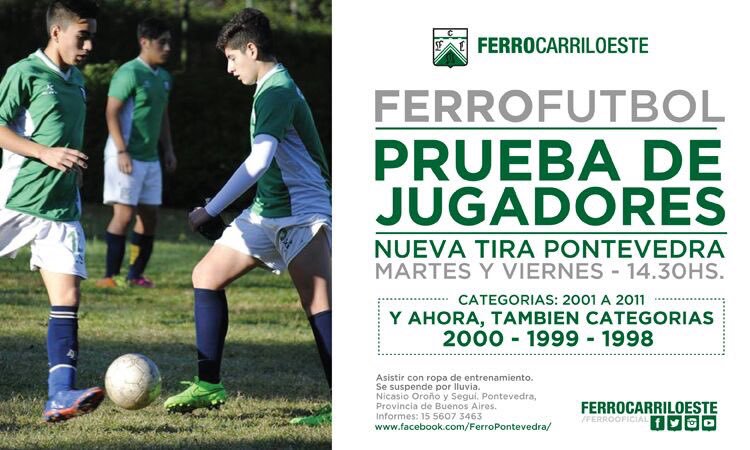 FERROCARRILOESTE
FERROFUTBOL
PRUEBA DE
JUGADORES
NUEVA TIRA PONTEVEDRA
MARTES Y VIERNES - 14.30HS.
CATEGORIAS: 2001 A 2011
Y AHORA, TAMBIEN CATEGORIAS
2000 - 1999 - 1998
Asistir con ropa de entrenamiento.
Se suspende por lluvia.
Nicasio Oroño y Seguí. Pontevedra,
Provincia de Buenos Aires.
Informes: 15 5607 3463
www.facebook.com/FerroPontevedra/
FERROCARRILOESTE
/FERROOFICIAL